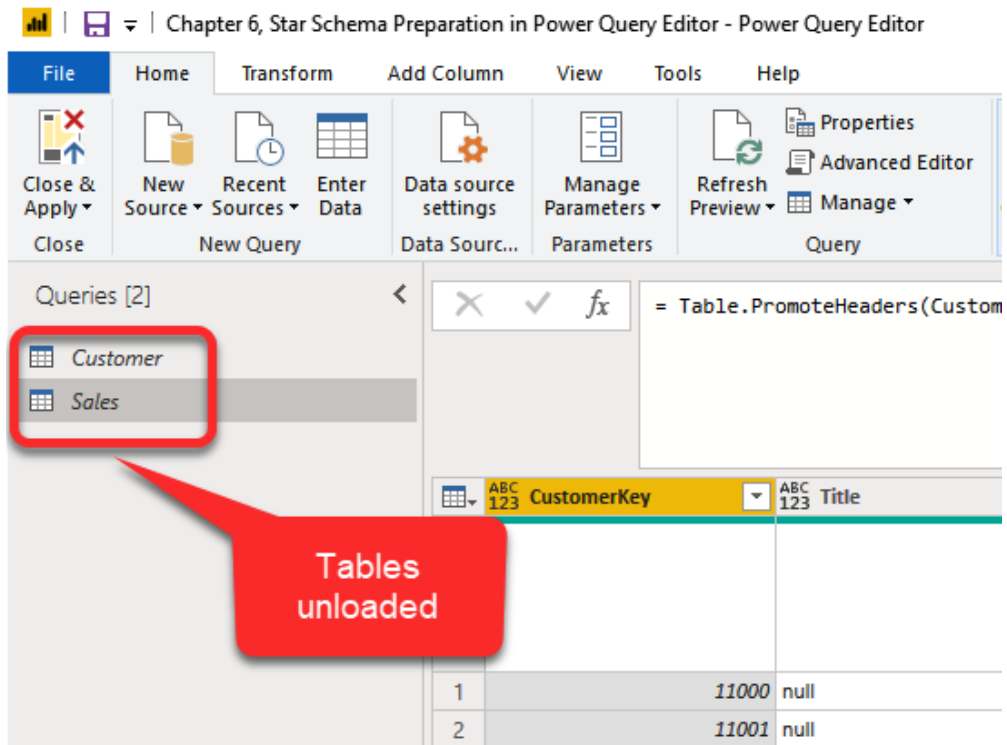 Chapter 6, Star Schema Preparation in Power Query Editor - Power Query Editor
File Home Transform Add Column View Tools Help
Close &
Apply
New
Source
Recent
Sources
Enter
Data
Data source
settings
Manage
Parameters
Refresh
Preview
Properties
Advanced Editor
Manage
Close New Query Data Sourc... Parameters Query
Queries [2]
fx = Table.PromoteHeaders(Custom
Customer
Sales
ABC
123 CustomerKey
ABC
123 Title
Tables
unloaded
1 11000 null
2 11001 null